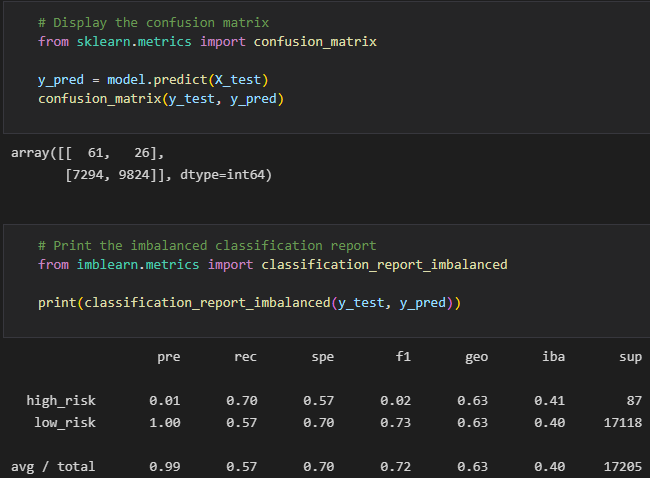 # Display the confusion matrix
from sklearn.metrics import confusion_matrix
y_pred = model.predict(X_test)
confusion_matrix(y_test, y_pred)
array([[  61,   26],
       [7294, 9824]], dtype=int64)
# Print the imbalanced classification report
from imblearn.metrics import classification_report_imbalanced
print(classification_report_imbalanced(y_test, y_pred))
                   pre       rec       spe        f1       geo       iba       sup
  high_risk       0.01      0.70      0.57      0.02      0.63      0.41        87
   low_risk       1.00      0.57      0.70      0.73      0.63      0.40     17118
avg / total       0.99      0.57      0.70      0.72      0.63      0.40     17205